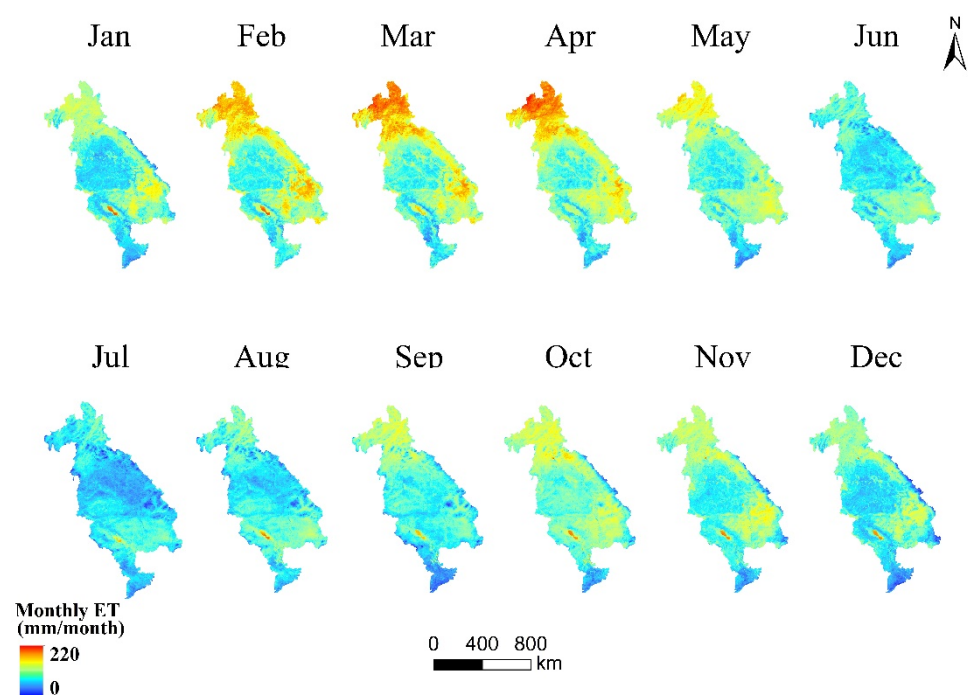 Jan Feb Mar Apr May Jun
N
Jul Aug Sep Oct Nov Dec
Monthly ET
(mm/month)
220
0
0 400 800
km